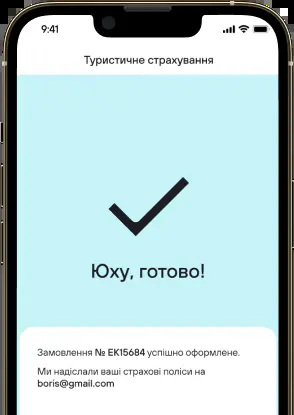 9:41
Туристичне страхування
Юху, готово!
Замовлення № EK15684 успішно оформлене.
Ми надіслали ваші страхові поліси на
boris@gmail.com